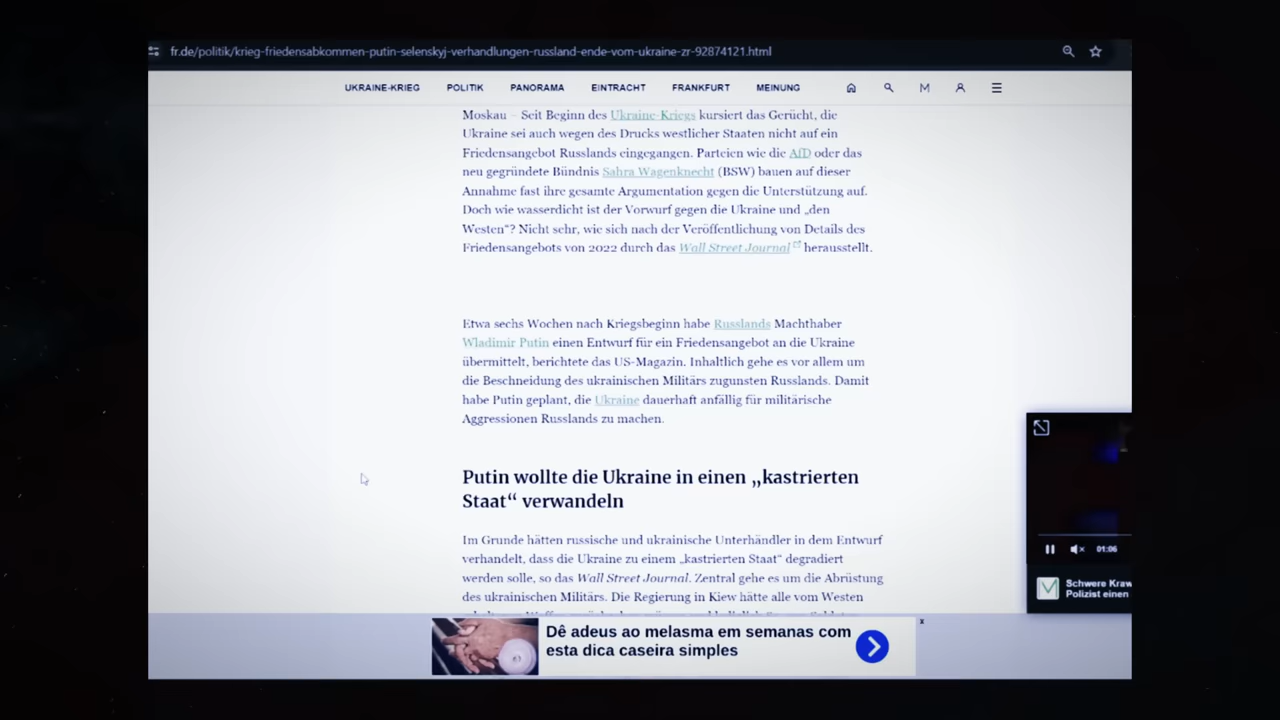 fr.de/politik/krieg-friedensabkommen-putin-selenskyj-verhandlungen-russland-ende-vom-ukraine-zr-92874121.html
UKRAINE-KRIEG POLITIK PANORAMA EINTRACHT FRANKFURT MEINUNG
Moskau – Seit Beginn des Ukraine-Kriegs kursiert das Gerücht, die
Ukraine sei auch wegen des Drucks westlicher Staaten nicht auf ein
Friedensangebot Russlands eingegangen. Parteien wie die AfD oder das
neu gegründete Bündnis Sahra Wagenknecht (BSW) bauen auf dieser
Annahme fast ihre gesamte Argumentation gegen die Unterstützung auf.
Doch wie wasserdicht ist der Vorwurf gegen die Ukraine und „den
Westen“? Nicht sehr, wie sich nach der Veröffentlichung von Details des
Friedensangebots von 2022 durch das Wall Street Journal herausstellt.
Etwa sechs Wochen nach Kriegsbeginn habe Russlands Machthaber
Wladimir Putin einen Entwurf für ein Friedensangebot an die Ukraine
übermittelt, berichtete das US-Magazin. Inhaltlich gehe es vor allem um
die Beschneidung des ukrainischen Militärs zugunsten Russlands. Damit
habe Putin geplant, die Ukraine dauerhaft anfällig für militärische
Aggressionen Russlands zu machen.
Putin wollte die Ukraine in einen „kastrierten
Staat“ verwandeln
Im Grunde hätten russische und ukrainische Unterhändler in dem Entwurf
verhandelt, dass die Ukraine zu einem „kastrierten Staat“ degradiert
werden solle, so das Wall Street Journal. Zentral gehe es um die Abrüstung
des ukrainischen Militärs. Die Regierung in Kiew hätte alle vom Westen
01:06
Schwere Kraw
Polizist einen
Dê adeus ao melasma em semanas com
esta dica caseira simples
x